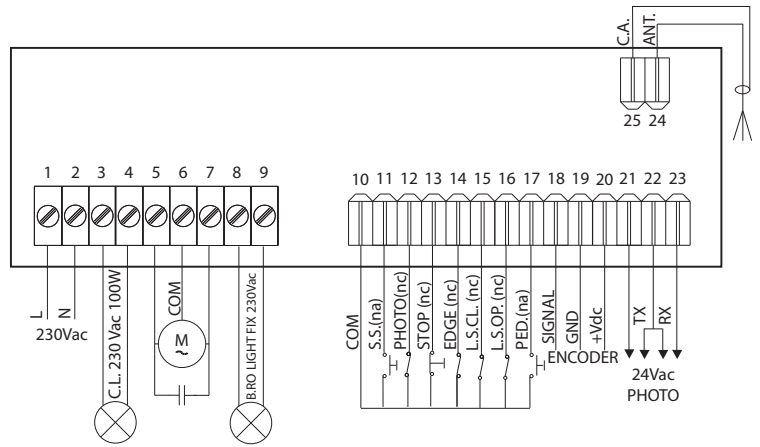 C.A.
ANT.
25 24
1 2 3 4 5 6 7 8 9
10 11 12 13 14 15 16 17 18 19 20 21 22 23
L
N
230Vac
C.L. 230 Vac 100W
COM
M
~
B.RO LIGHT FIX 230Vac
COM
S.S.(na)
PHOTO(nc)
STOP (nc)
EDGE (nc)
L.S.CL. (nc)
L.S.OP. (nc)
PED.(na)
SIGNAL
GND
+Vdc
ENCODER
TX
RX
24Vac
PHOTO